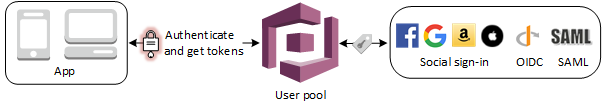 Authenticate
and get tokens
App
User pool
f
G
a
SAML
Social sign-in
OIDC
SAML